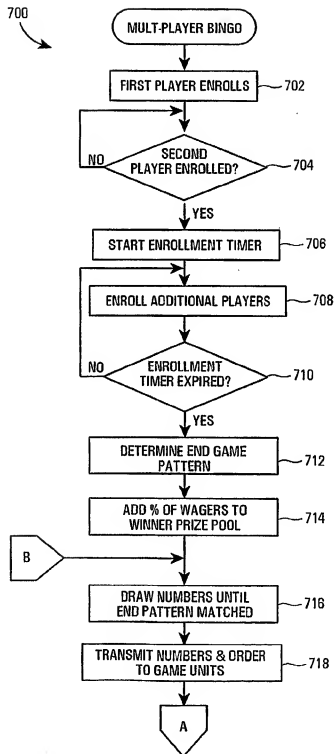 700
MULT-PLAYER BINGO
FIRST PLAYER ENROLLS
702
SECOND
PLAYER ENROLLED?
704
NO
YES
START ENROLLMENT TIMER
706
ENROLL ADDITIONAL PLAYERS
708
ENROLLMENT
TIMER EXPIRED?
710
NO
YES
DETERMINE END GAME
PATTERN
712
ADD % OF WAGERS TO
WINNER PRIZE POOL
714
B
DRAW NUMBERS UNTIL
END PATTERN MATCHED
716
TRANSMIT NUMBERS & ORDER
TO GAME UNITS
718
A